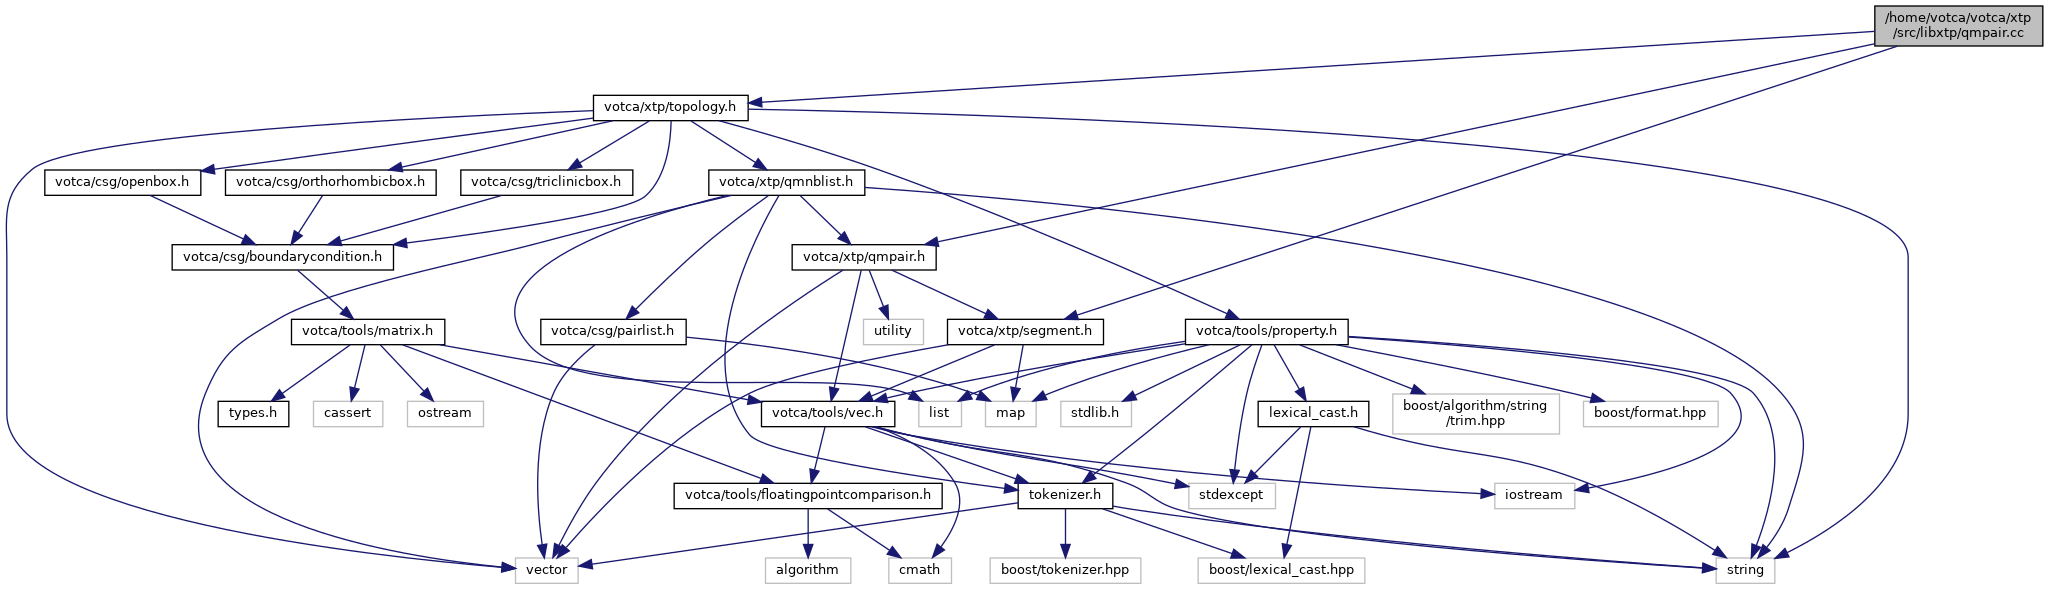 /home/votca/votca/xtp
/src/libxtp/qmpair.cc
votca/xtp/topology.h
votca/csg/openbox.h
votca/csg/orthorhombicbox.h
votca/csg/triclinicbox.h
votca/xtp/qmnblist.h
votca/csg/boundarycondition.h
votca/xtp/qmpair.h
votca/tools/matrix.h
votca/csg/pairlist.h
utility
votca/xtp/segment.h
votca/tools/property.h
types.h
cassert
ostream
votca/tools/vec.h
list
map
stdlib.h
lexical_cast.h
boost/algorithm/string
/trim.hpp
boost/format.hpp
votca/tools/floatingpointcomparison.h
tokenizer.h
stdexcept
iostream
vector
algorithm
cmath
boost/tokenizer.hpp
boost/lexical_cast.hpp
string